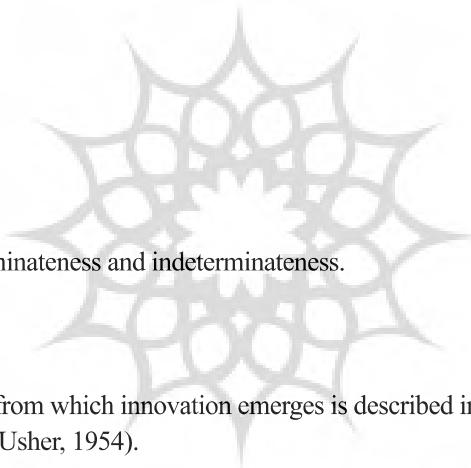 minateness and indeterminateness.
from which innovation emerges is described in
Usher, 1954).